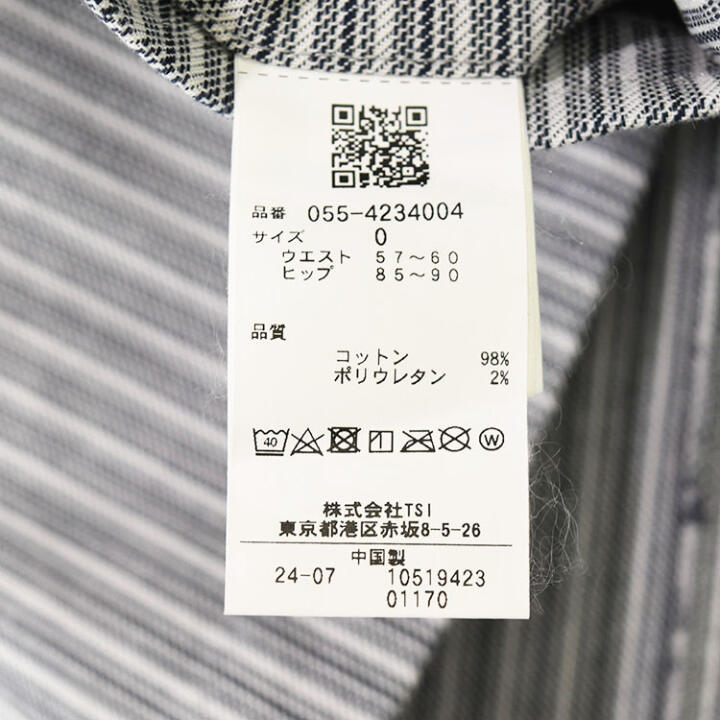 品番 055-4234004
サイズ 0
ウエスト 57～60
ヒップ 85～90
品質
コットン 98%
ポリウレタン 2%
40 W
株式会社TSI
東京都港区赤坂8-5-26
中国製
24-07 10519423
01170